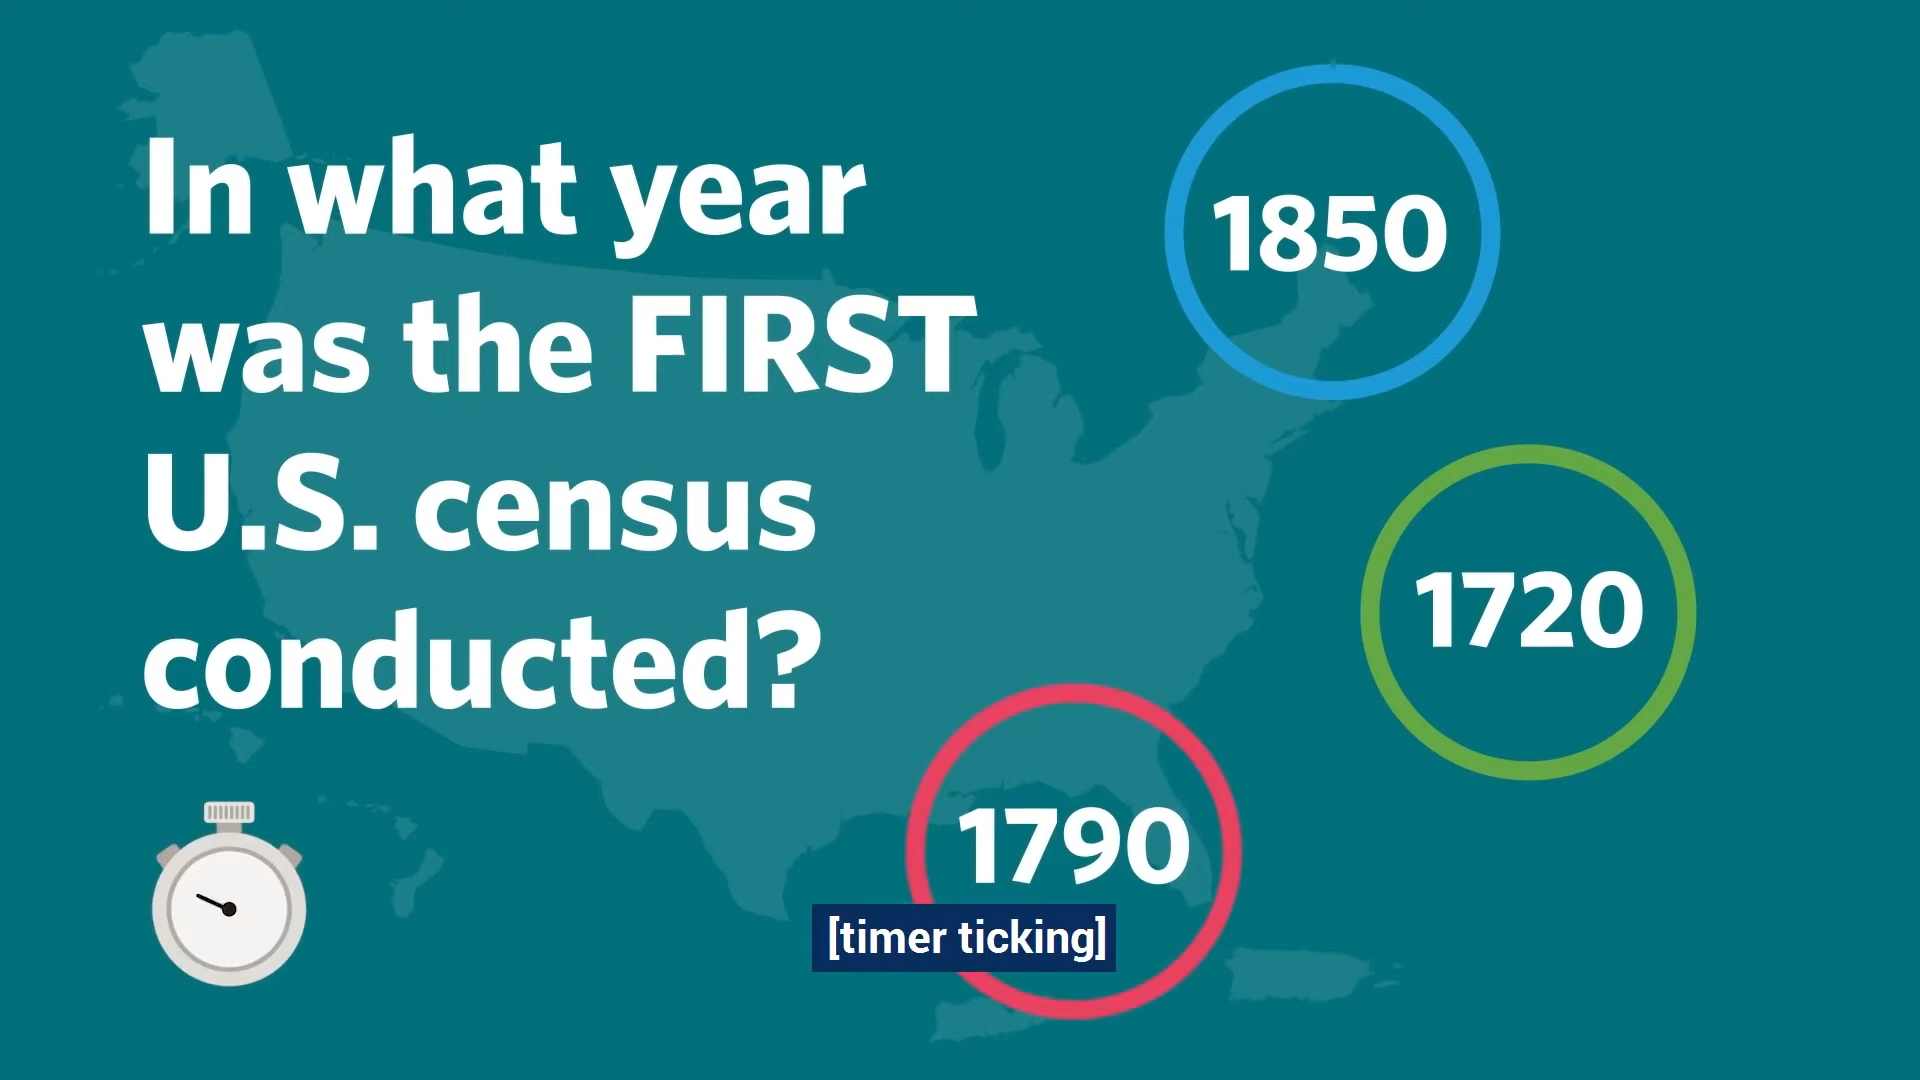 In what year
was the FIRST
U.S. census
conducted?
1850
1720
1790
[timer ticking]